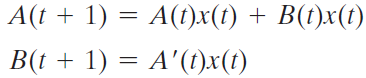 A(t + 1) = A(t)x(t) + B(t)x(t)
B(t + 1) = A′(t)x(t)